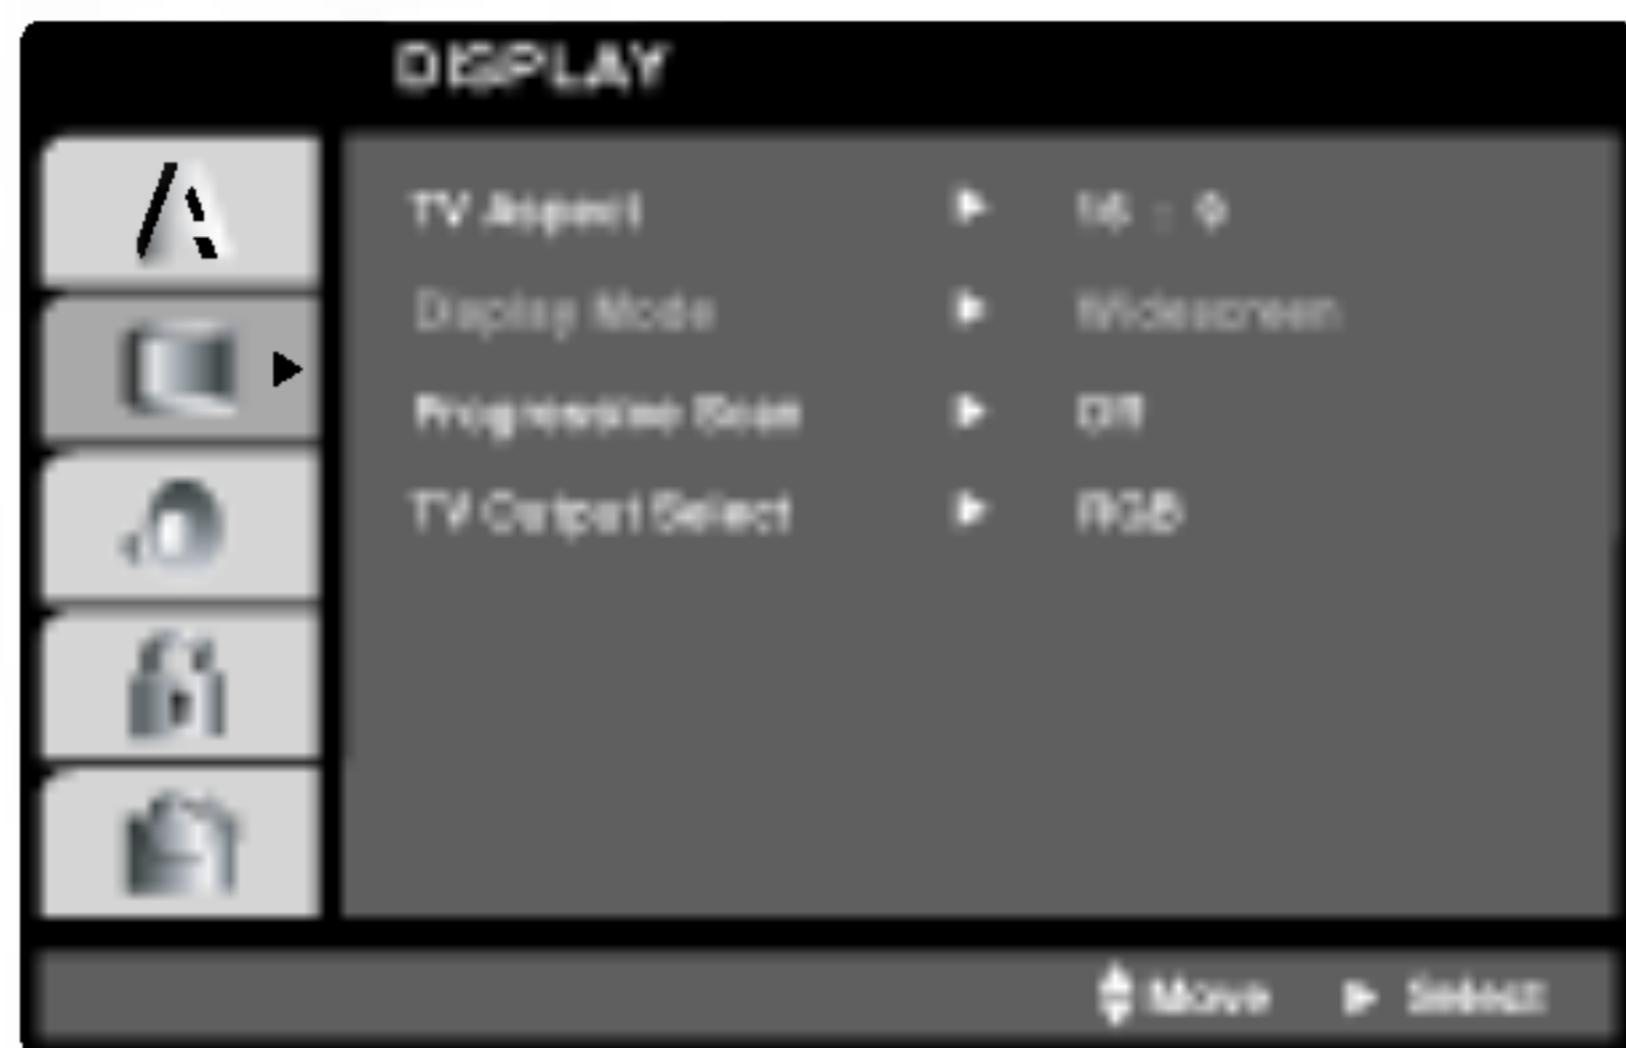 DISPLAY
TV Aspect ► 16 : 9
Display Mode ► Widescreen
Progressive Scan ► Off
TV Output Select ► RGB
Move ► Select